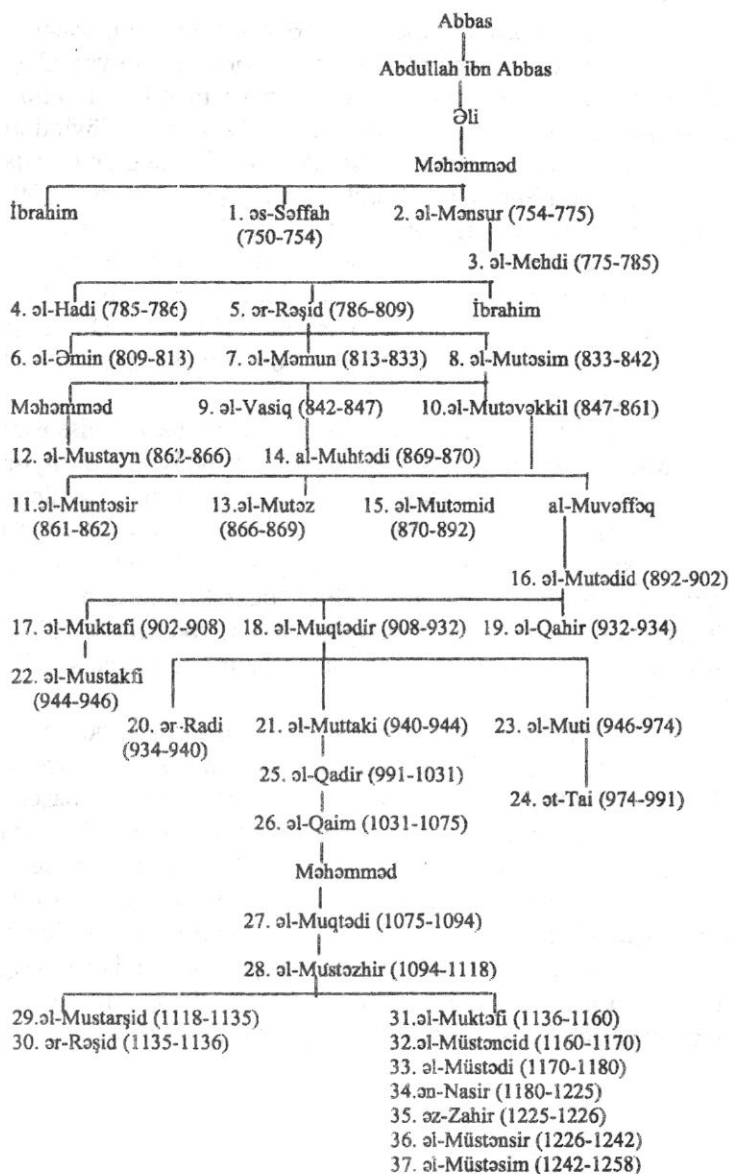 Abbas
Abdullah ibn Abbas
Əli
Məhəmməd
İbrahim 1. əs-Səffah 2. əl-Mənsur (754-775)
(750-754)
3. əl-Mehdi (775-785)
4. əl-Hadi (785-786) 5. ər-Rəşid (786-809) İbrahim
6. əl-Əmin (809-813) 7. əl-Məmun (813-833) 8. əl-Mutəsim (833-842)
Məhəmməd 9. əl-Vasiq (842-847) 10.əl-Mutəvəkkil (847-861)
12. əl-Mustayn (862-866) 14. al-Muhtədi (869-870)
11.əl-Muntəsir 13.əl-Mutəz 15. əl-Mutəmid al-Muvəffəq
(861-862) (866-869) (870-892)
16. əl-Mutədid (892-902)
17. əl-Muktəfi (902-908) 18. əl-Muqtədir (908-932) 19. əl-Qahir (932-934)
22. əl-Mustakfi
(944-946)
20. ər-Radi 21. əl-Muttaki (940-944) 23. əl-Muti (946-974)
(934-940)
25. əl-Qadir (991-1031)
24. ət-Tai (974-991)
26. əl-Qaim (1031-1075)
Məhəmməd
27. əl-Muqtədi (1075-1094)
28. əl-Mustəzhir (1094-1118)
29.əl-Mustarşid (1118-1135) 31.əl-Muktəfi (1136-1160)
30. ər-Rəşid (1135-1136) 32.əl-Müstəncid (1160-1170)
33. əl-Müstədi (1170-1180)
34.ən-Nasir (1180-1225)
35. əz-Zahir (1225-1226)
36. əl-Müstənsir (1226-1242)
37. əl-Müstəsim (1242-1258)